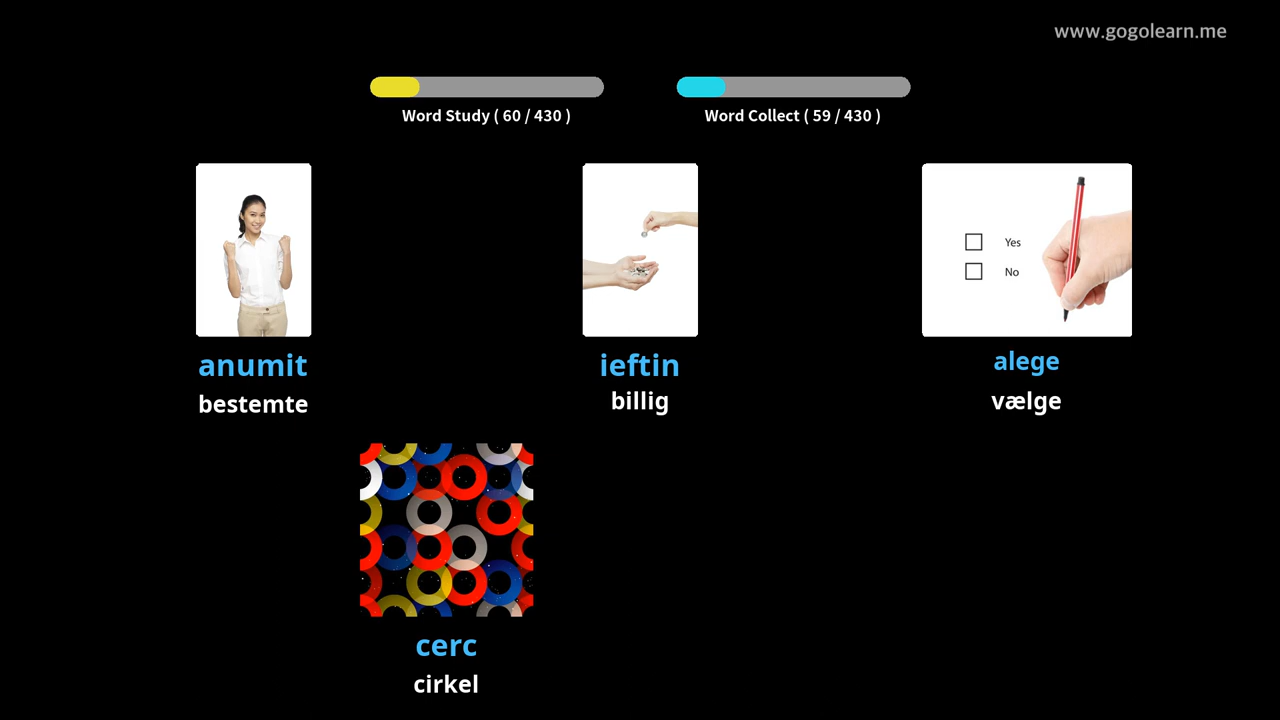 www.gogolearn.me
Word Study ( 60 / 430 )
Word Collect ( 59 / 430 )
Yes
No
anumit
bestemte
ieftin
billig
alege
vælge
cerc
cirkel